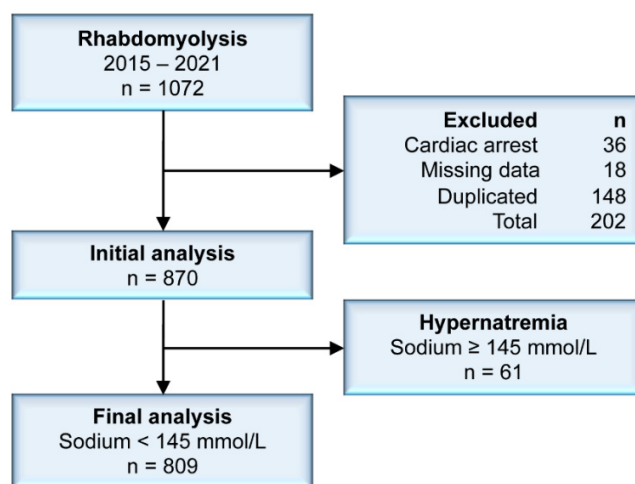 Rhabdomyolysis
2015 – 2021
n = 1072
Excluded n
Cardiac arrest 36
Missing data 18
Duplicated 148
Total 202
Initial analysis
n = 870
Hypernatremia
Sodium ≥ 145 mmol/L
n = 61
Final analysis
Sodium < 145 mmol/L
n = 809